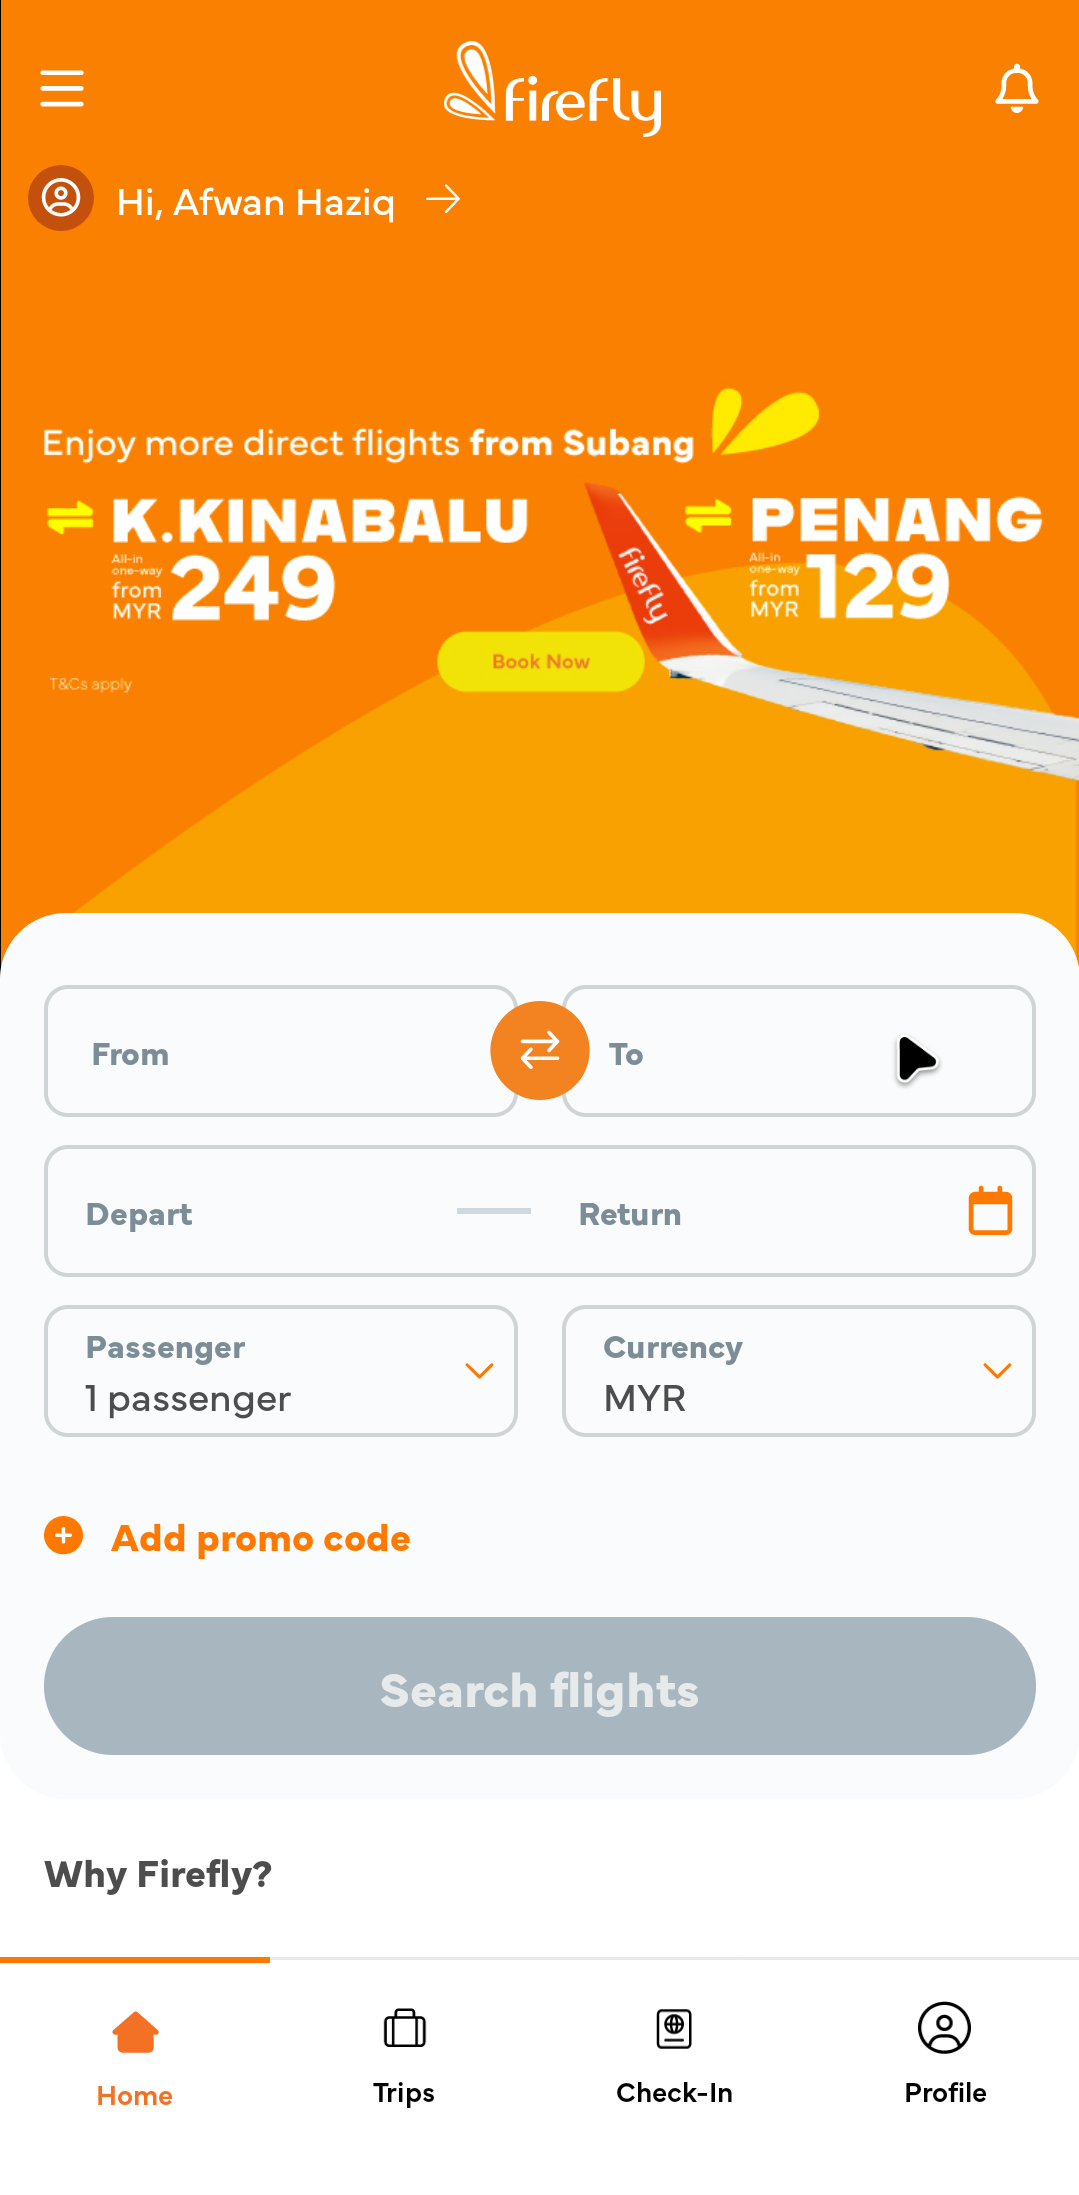 firefly
Hi, Afwan Haziq
Enjoy more direct flights from Subang
K.KINABALU
All-in
one-way
from
MYR
249
PENANG
All-in
one-way
from
MYR
129
firefly
Book Now
T&Cs apply
From
To
Depart
Return
Passenger
1 passenger
Currency
MYR
Add promo code
Search flights
Why Firefly?
Home
Trips
Check-In
Profile